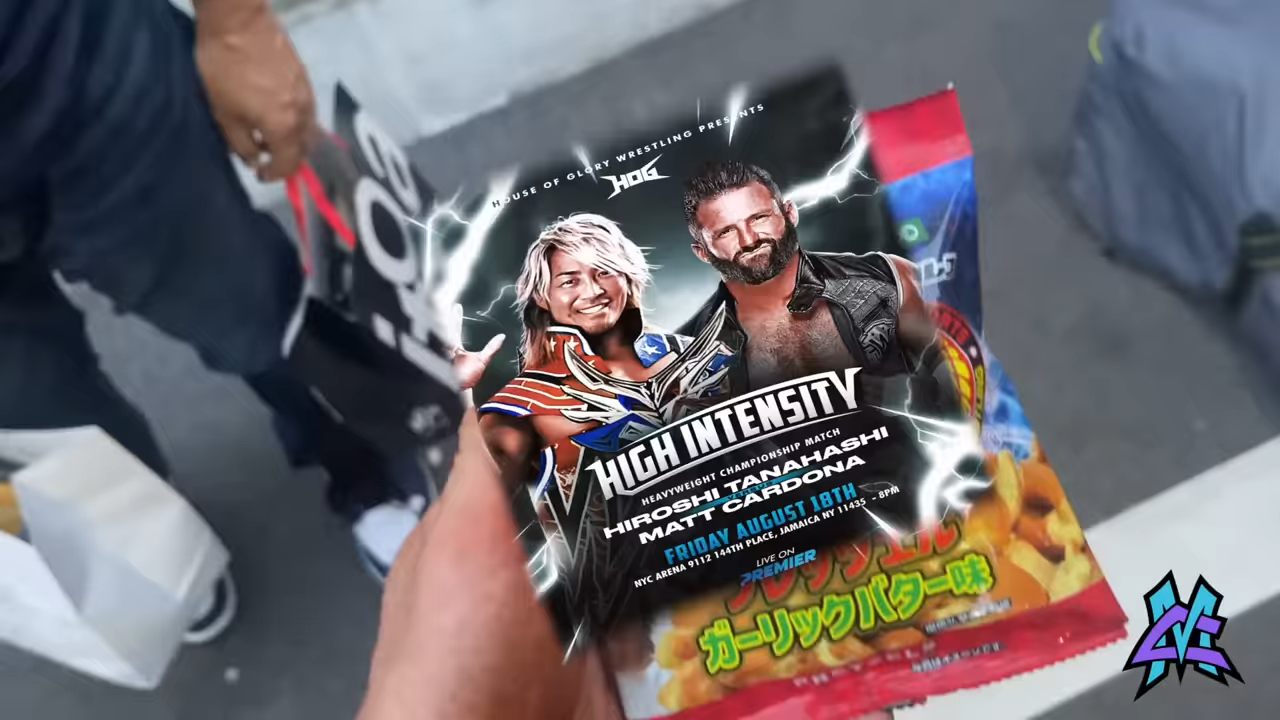 HOUSE OF GLORY WRESTLING PRESENTS
HOG
HIGH INTENSITY
HEAVYWEIGHT CHAMPIONSHIP MATCH
HIROSHI TANAHASHI
VERSUS
MATT CARDONA
FRIDAY AUGUST 18TH
NYC ARENA 9112 144TH PLACE, JAMAICA NY 11435 - 8PM
LIVE ON
PREMIER
ガーリックバター味